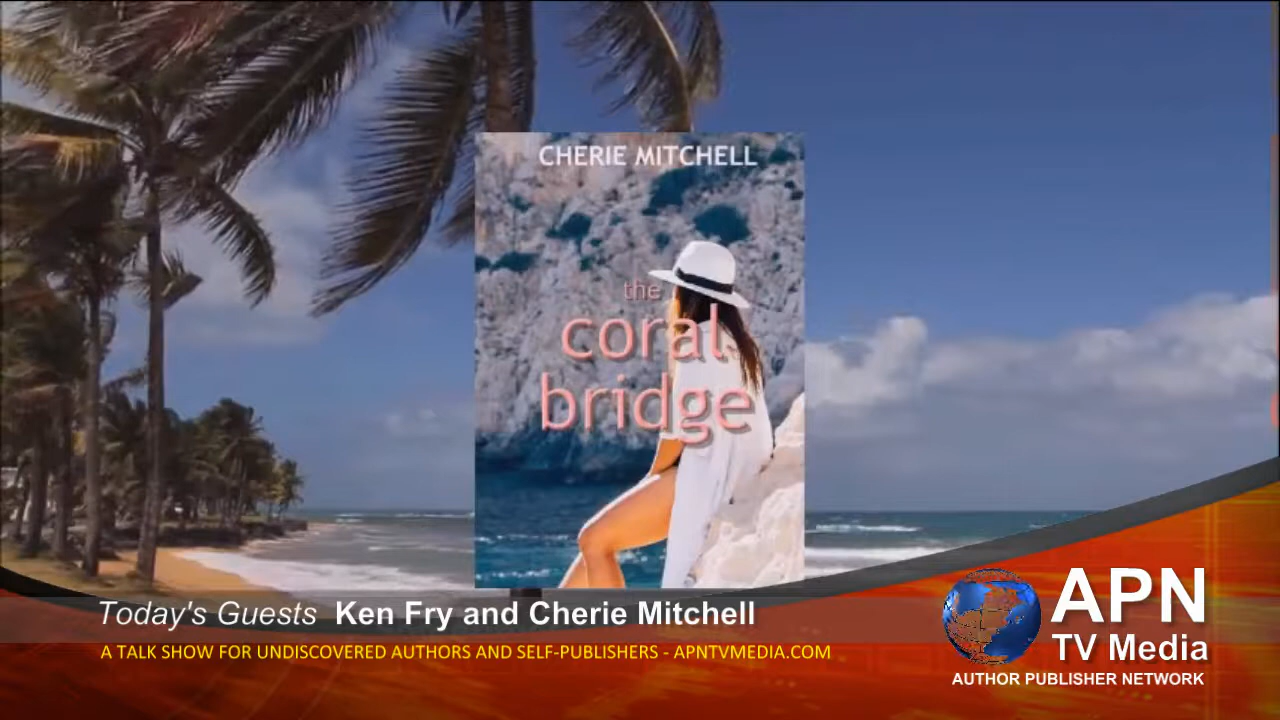 CHERIE MITCHELL
the
coral
bridge
Today's Guests Ken Fry and Cherie Mitchell
A TALK SHOW FOR UNDISCOVERED AUTHORS AND SELF-PUBLISHERS - APNTVMEDIA.COM
APN
TV Media
AUTHOR PUBLISHER NETWORK